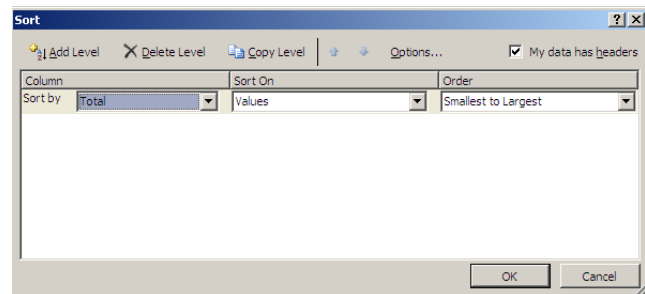 Sort
Add Level Delete Level Copy Level Options... My data has headers
Column Sort On Order
Sort by Total Values Smallest to Largest
OK Cancel